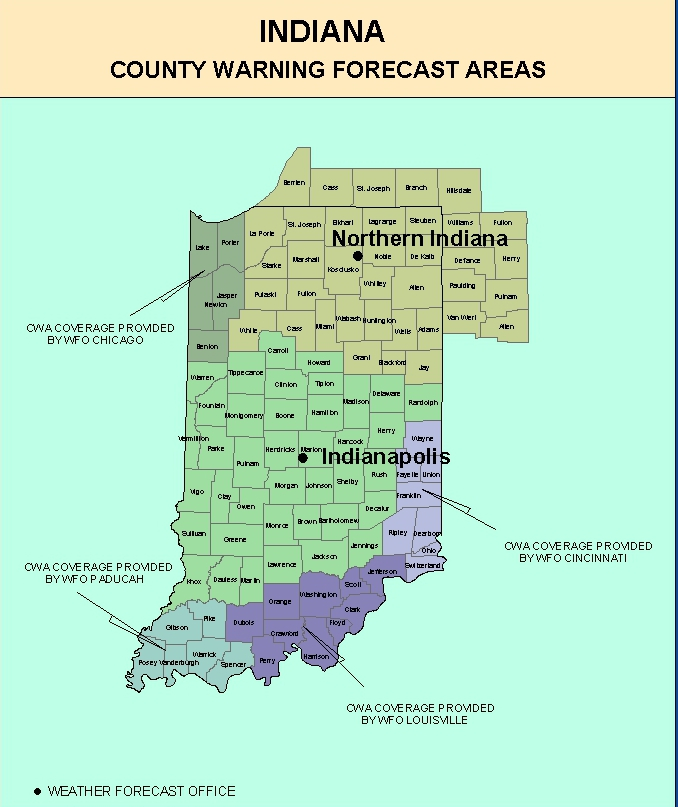 INDIANA
COUNTY WARNING FORECAST AREAS
Berrien
Cass
St. Joseph
Branch
Hillsdale
La Porte
St. Joseph
Elkhart
Lagrange
Steuben
Williams
Fulton
Lake
Porter
Northern Indiana
Starke
Marshall
Kosciusko
Noble
De Kalb
Defiance
Henry
Newton
Jasper
Pulaski
Fulton
Whitley
Allen
Paulding
Putnam
White
Cass
Miami
Wabash
Huntington
Wells
Adams
Van Wert
Allen
CWA COVERAGE PROVIDED
BY WFO CHICAGO
Benton
Carroll
Howard
Grant
Blackford
Jay
Warren
Tippecanoe
Clinton
Tipton
Madison
Delaware
Randolph
Fountain
Montgomery
Boone
Hamilton
Henry
Wayne
Vermillion
Parke
Hendricks
Marion
Hancock
Indianapolis
Putnam
Morgan
Johnson
Shelby
Rush
Fayette
Union
Vigo
Clay
Owen
Franklin
Decatur
Monroe
Brown
Bartholomew
Sullivan
Greene
Ripley
Dearborn
Jennings
Ohio
CWA COVERAGE PROVIDED
BY WFO CINCINNATI
Jackson
Lawrence
Jefferson
Switzerland
CWA COVERAGE PROVIDED
BY WFO PADUCAH
Knox
Daviess
Martin
Scott
Orange
Washington
Clark
Gibson
Pike
Dubois
Floyd
Crawford
Posey
Vanderburgh
Warrick
Spencer
Perry
Harrison
CWA COVERAGE PROVIDED
BY WFO LOUISVILLE
WEATHER FORECAST OFFICE